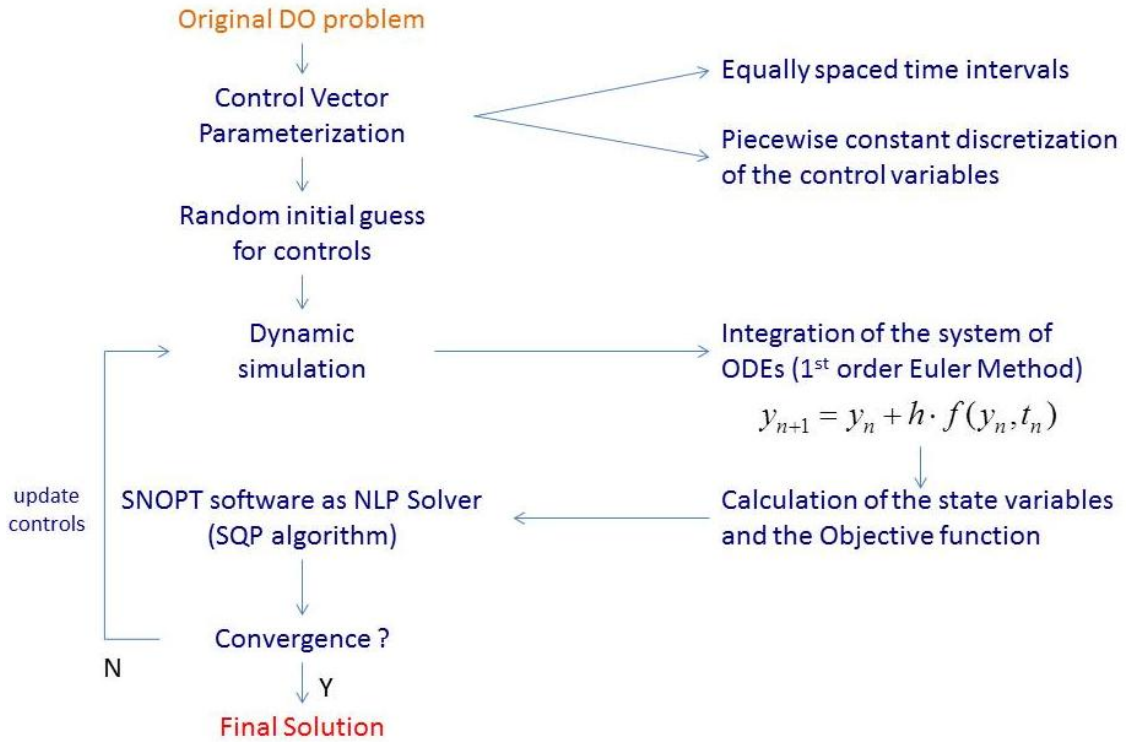 Original DO problem
Control Vector
Parameterization
Equally spaced time intervals
Piecewise constant discretization
of the control variables
Random initial guess
for controls
Dynamic
simulation
Integration of the system of
ODEs (1st order Euler Method)
y_{n+1} = y_n + h · f(y_n, t_n)
update
controls
SNOPT software as NLP Solver
(SQP algorithm)
Calculation of the state variables
and the Objective function
Convergence ?
N
Y
Final Solution